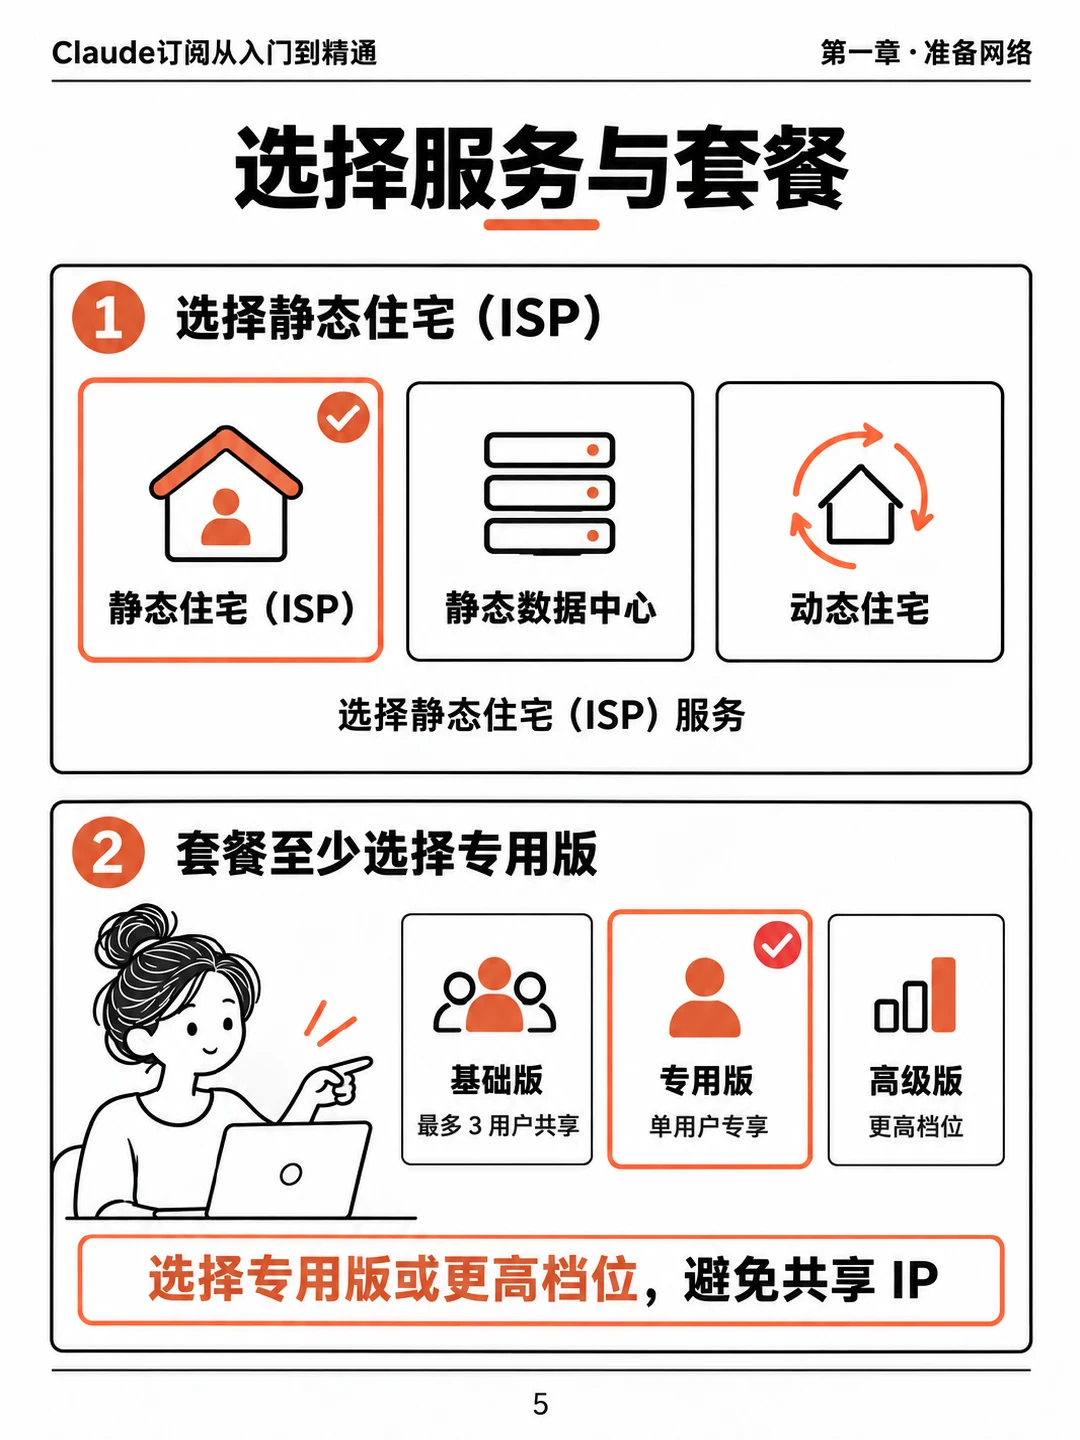 Claude订阅从入门到精通
第一章·准备网络
选择服务与套餐
1 选择静态住宅（ISP）
静态住宅（ISP）
静态数据中心
动态住宅
选择静态住宅（ISP）服务
2 套餐至少选择专用版
基础版
最多 3 用户共享
专用版
单用户专享
高级版
更高档位
选择专用版或更高档位，避免共享 IP
5